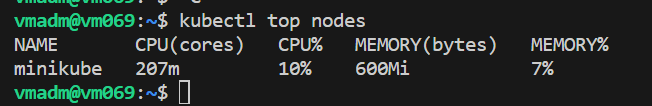 vmadm@vm069:~$ kubectl top nodes
NAME CPU(cores) CPU% MEMORY(bytes) MEMORY%
minikube 207m 10% 600Mi 7%
vmadm@vm069:~$